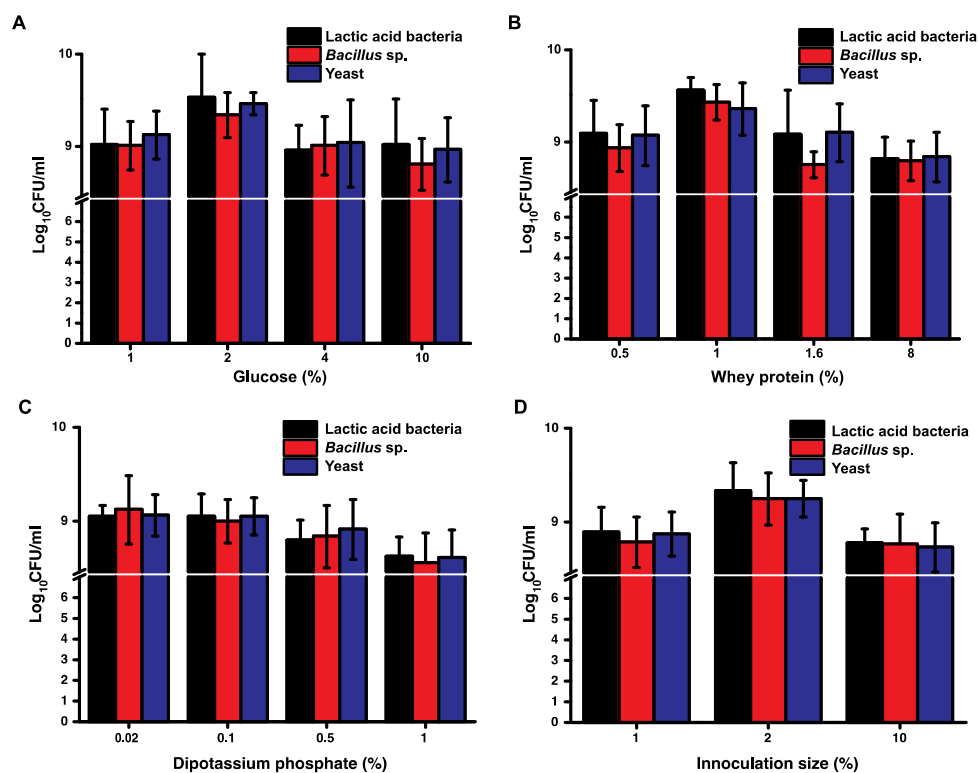 A
Lactic acid bacteria
Bacillus sp.
Yeast
10
9
6
5
4
3
2
1
0
Log10CFU/ml
1 2 4 10
Glucose (%)
B
Lactic acid bacteria
Bacillus sp.
Yeast
10
9
6
5
4
3
2
1
0
Log10CFU/ml
0.5 1 1.6 8
Whey protein (%)
C
Lactic acid bacteria
Bacillus sp.
Yeast
10
9
6
5
4
3
2
1
0
Log10CFU/ml
0.02 0.1 0.5 1
Dipotassium phosphate (%)
D
Lactic acid bacteria
Bacillus sp.
Yeast
10
9
6
5
4
3
2
1
0
Log10CFU/ml
1 2 10
Innoculation size (%)